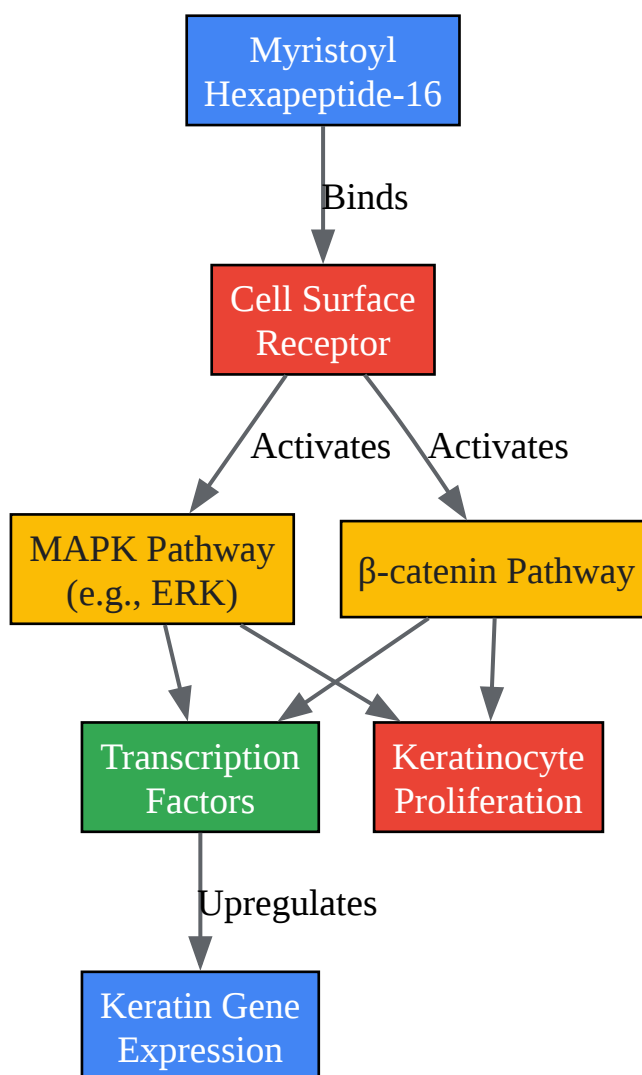 Myristoyl
Hexapeptide-16
Binds
Cell Surface
Receptor
Activates
Activates
MAPK Pathway
(e.g., ERK)
β-catenin Pathway
Transcription
Factors
Keratinocyte
Proliferation
Upregulates
Keratin Gene
Expression